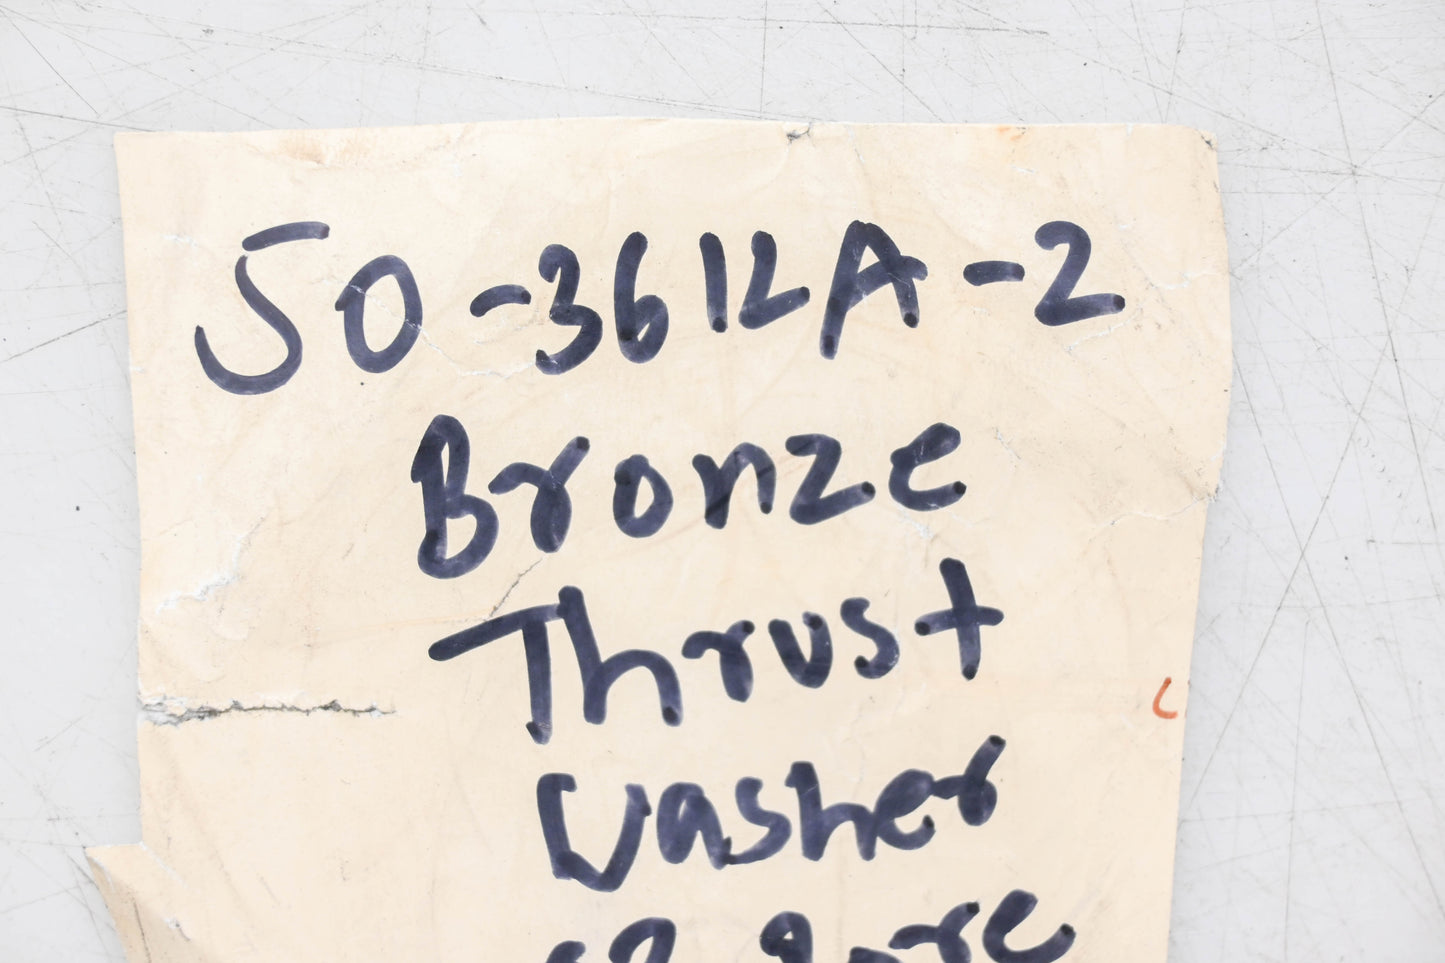 50-3612A-2
Bronze
Thrust
Washer